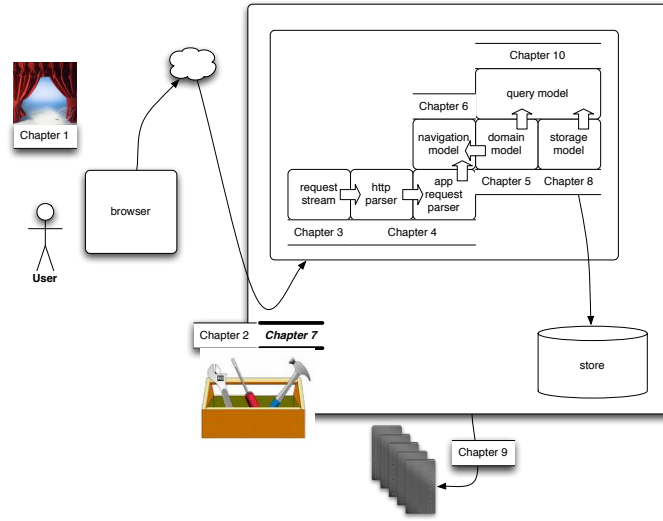 Chapter 10
Chapter 1
query model
Chapter 6
navigation
model
domain
model
storage
model
request
stream
http
parser
app
request
parser
Chapter 5
Chapter 8
browser
Chapter 3
Chapter 4
User
Chapter 2
Chapter 7
store
Chapter 9